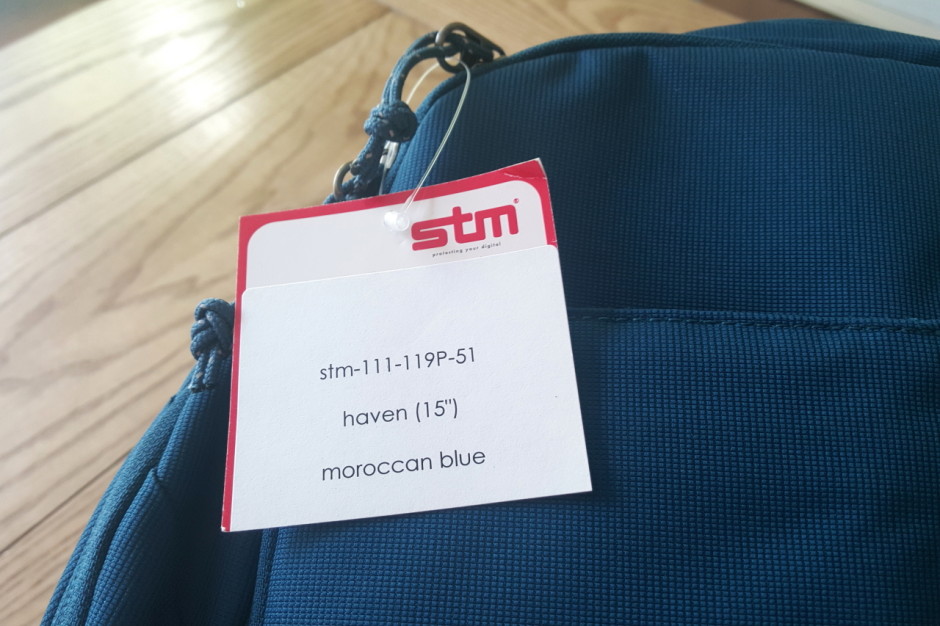 stm®
protecting your digital
stm-111-119P-51
haven (15")
moroccan blue